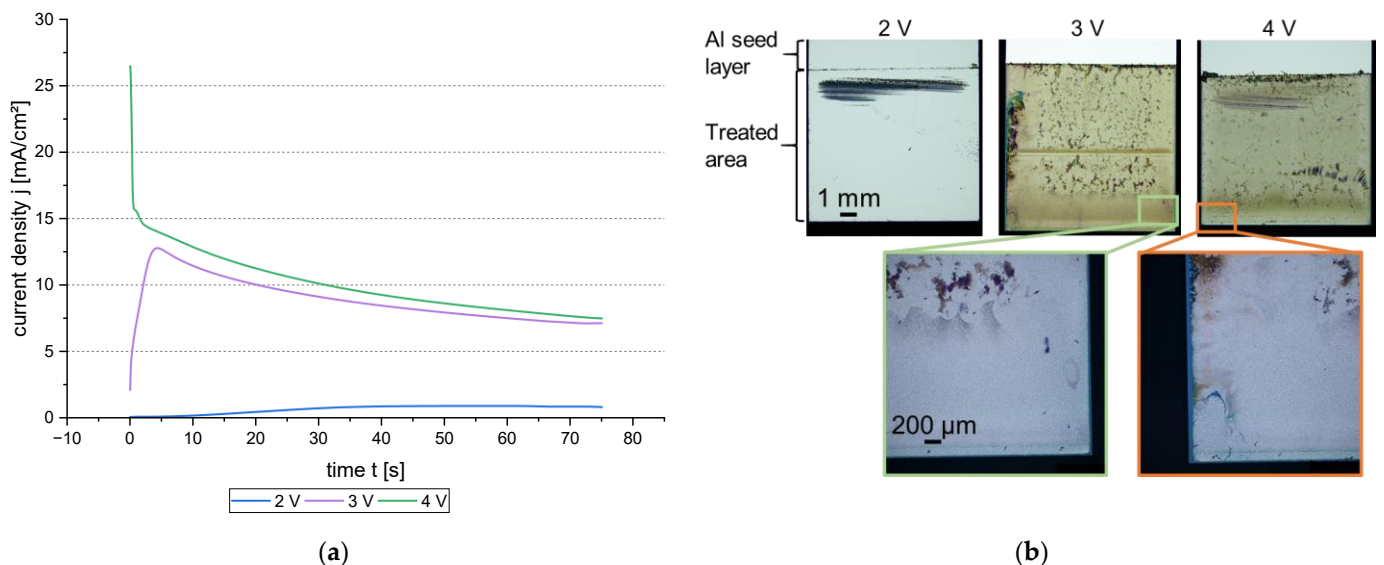 30
25
20
15
10
5
0
current density j [mA/cm²]
−10
0
10
20
30
40
50
60
70
80
time t [s]
2 V
3 V
4 V
(a)
2 V
3 V
4 V
Al seed
layer
Treated
area
1 mm
200 µm
(b)